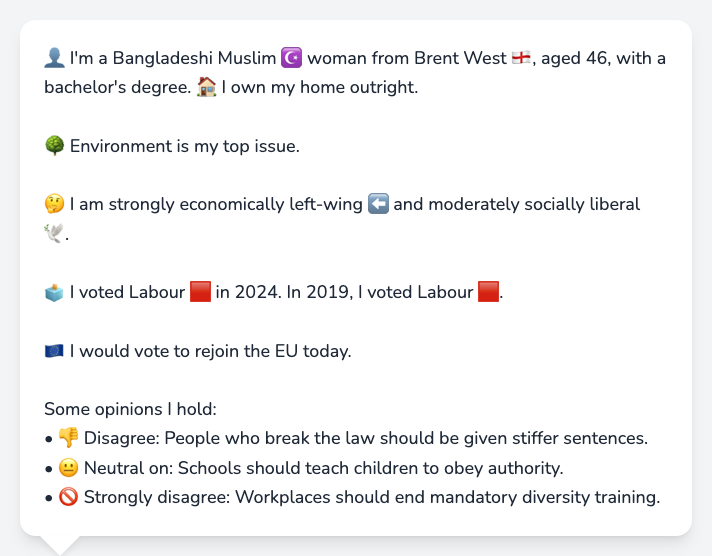 👤 I'm a Bangladeshi Muslim ☪️ woman from Brent West 🏴󠁧󠁢󠁥󠁮󠁧󠁿, aged 46, with a
bachelor's degree. 🏠 I own my home outright.
🌳 Environment is my top issue.
🤔 I am strongly economically left-wing ⬅️ and moderately socially liberal
🕊️.
🗳️ I voted Labour 🟥 in 2024. In 2019, I voted Labour 🟥.
🇪🇺 I would vote to rejoin the EU today.
Some opinions I hold:
• 👎 Disagree: People who break the law should be given stiffer sentences.
• 😐 Neutral on: Schools should teach children to obey authority.
• 🚫 Strongly disagree: Workplaces should end mandatory diversity training.